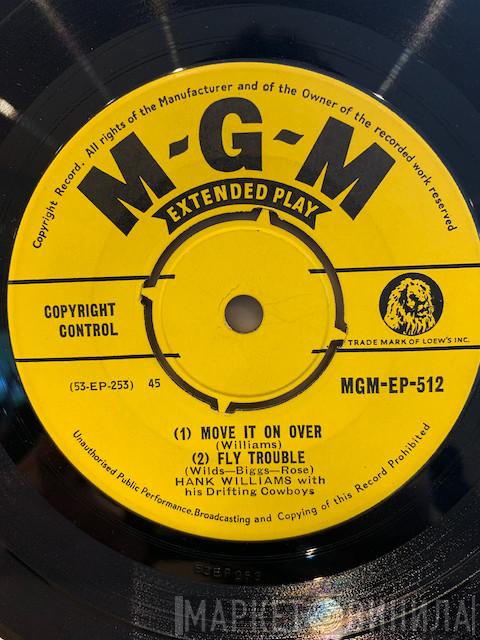 Copyright Record. All rights of the Manufacturer and of the Owner of the recorded work reserved
M-G-M
EXTENDED PLAY
COPYRIGHT
CONTROL
TRADE MARK OF LOEW'S INC.
(53-EP-253) 45
MGM-EP-512
(1) MOVE IT ON OVER
(Williams)
(2) FLY TROUBLE
(Wilds—Biggs—Rose)
HANK WILLIAMS with
his Drifting Cowboys
Unauthorised Public Performance, Broadcasting and Copying of this Record Prohibited
53EP253
МАРКЕТ ВИНИЛА